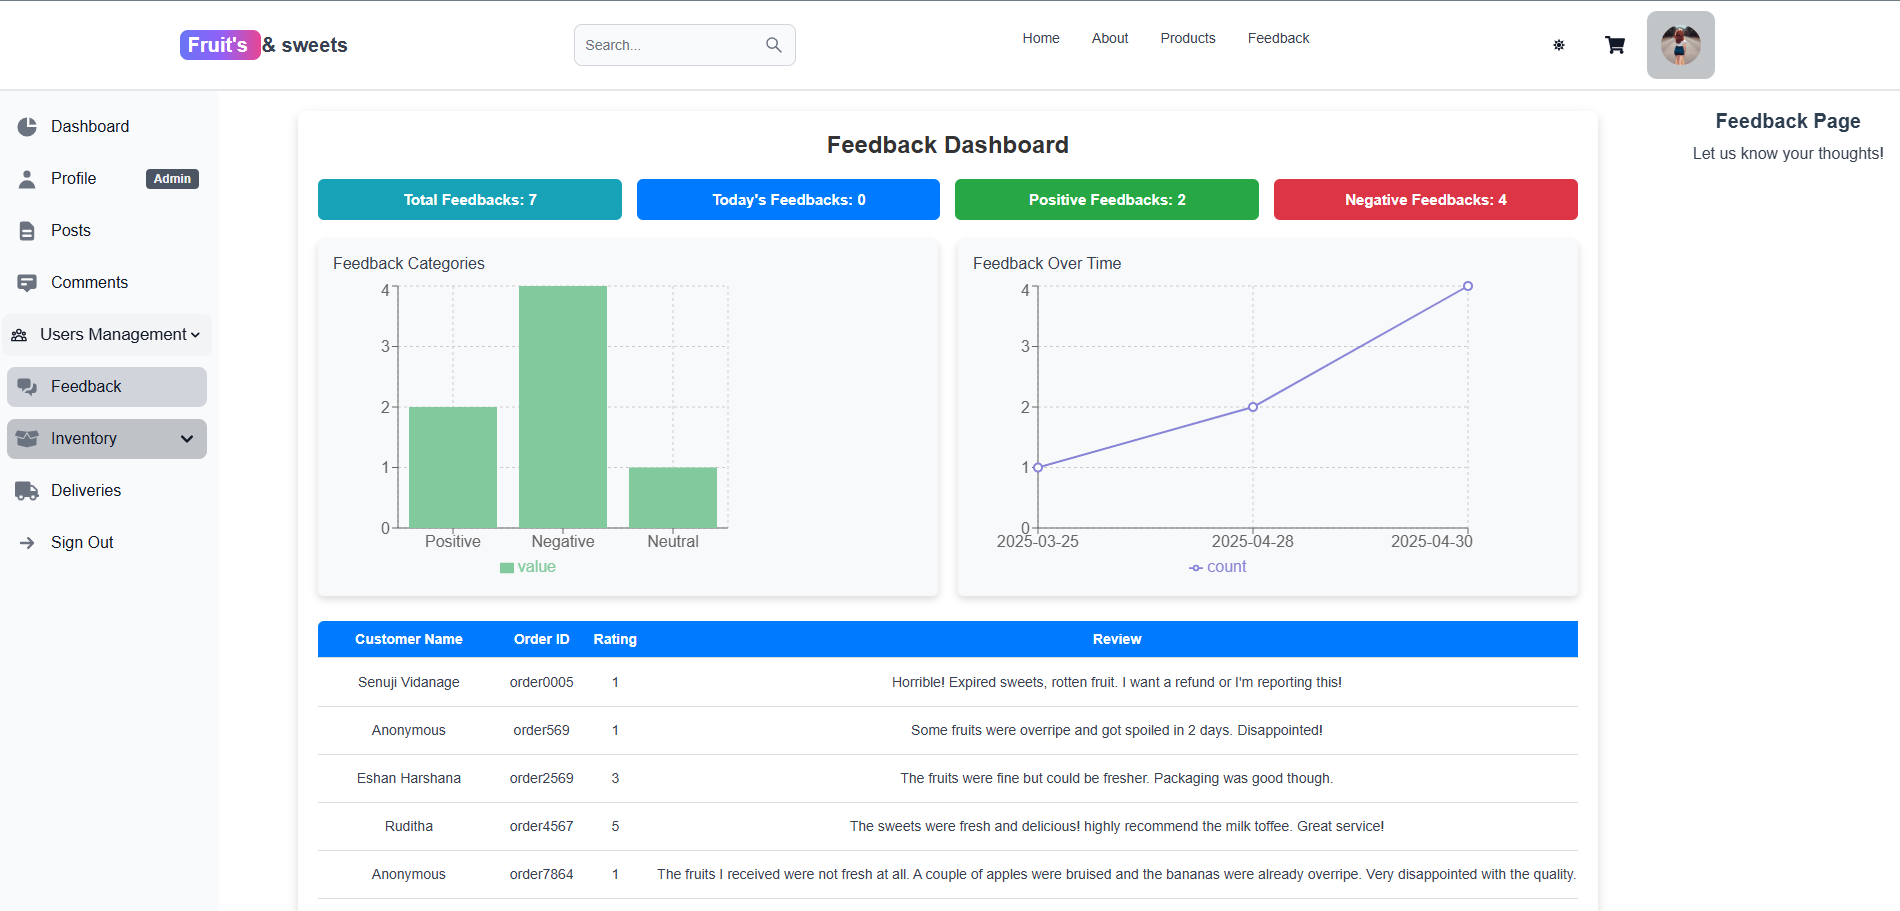 Fruit's & sweets
Search...
Home About Products Feedback
Dashboard
Profile Admin
Posts
Comments
Users Management
Feedback
Inventory
Deliveries
Sign Out
Feedback Dashboard
Total Feedbacks: 7
Today's Feedbacks: 0
Positive Feedbacks: 2
Negative Feedbacks: 4
Feedback Categories
4
3
2
1
0
Positive Negative Neutral
value
Feedback Over Time
4
3
2
1
0
2025-03-25 2025-04-28 2025-04-30
count
Customer Name Order ID Rating Review
Senuji Vidanage order0005 1 Horrible! Expired sweets, rotten fruit. I want a refund or I'm reporting this!
Anonymous order569 1 Some fruits were overripe and got spoiled in 2 days. Disappointed!
Eshan Harshana order2569 3 The fruits were fine but could be fresher. Packaging was good though.
Ruditha order4567 5 The sweets were fresh and delicious! highly recommend the milk toffee. Great service!
Anonymous order7864 1 The fruits I received were not fresh at all. A couple of apples were bruised and the bananas were already overripe. Very disappointed with the quality.
Feedback Page
Let us know your thoughts!